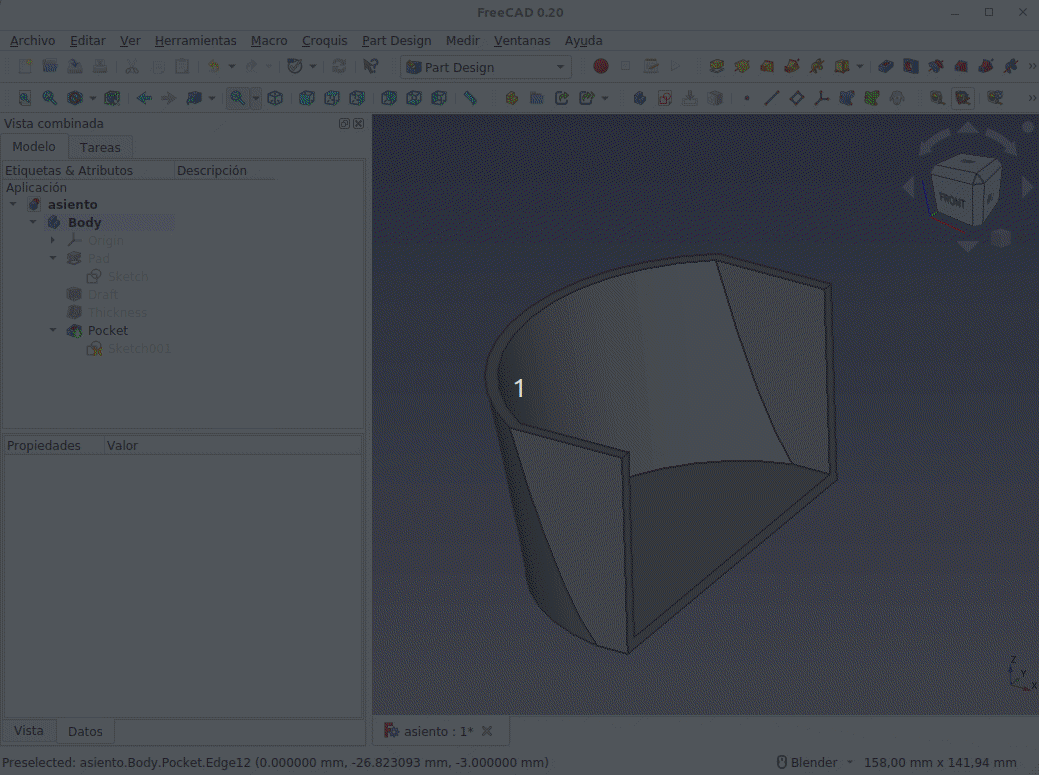 FreeCAD 0.20
Archivo Editar Ver Herramientas Macro Croquis Part Design Medir Ventanas Ayuda
Part Design
Vista combinada
Modelo Tareas
Etiquetas & Atributos Descripción
Aplicación
asiento
Body
Origin
Pad
Sketch
Draft
Thickness
Pocket
Sketch001
Propiedades Valor
Vista Datos
FRONT
1
Z
Y
X
asiento : 1*
Preselected: asiento.Body.Pocket.Edge12 (0.000000 mm, -26.823093 mm, -3.000000 mm)
Blender 158,00 mm x 141,94 mm